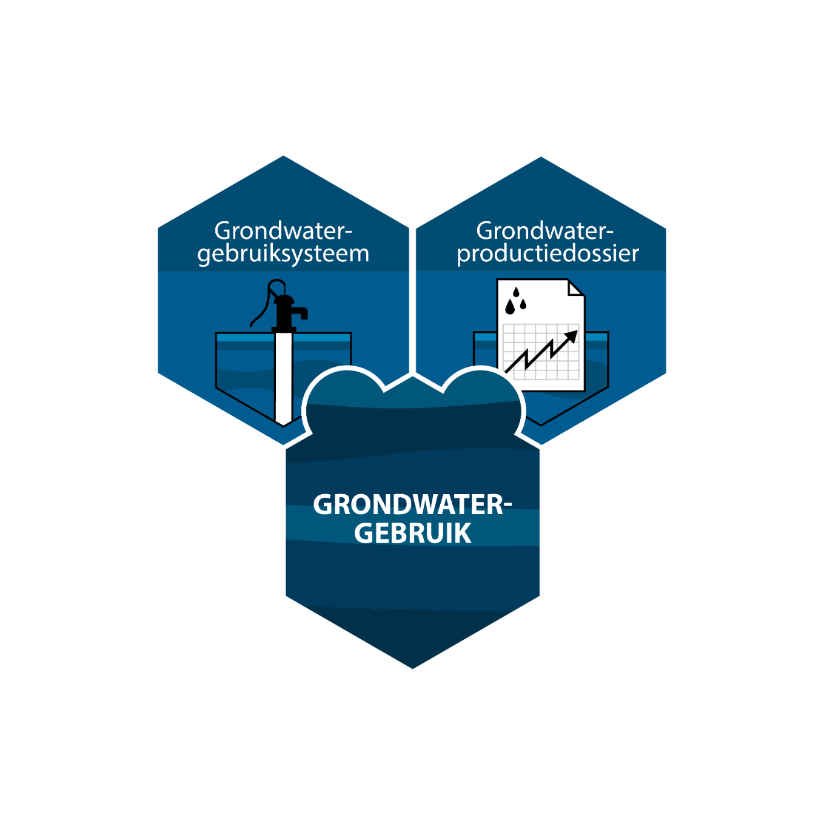 Grondwater-
gebruiksysteem
Grondwater-
productiedossier
GRONDWATER-
GEBRUIK